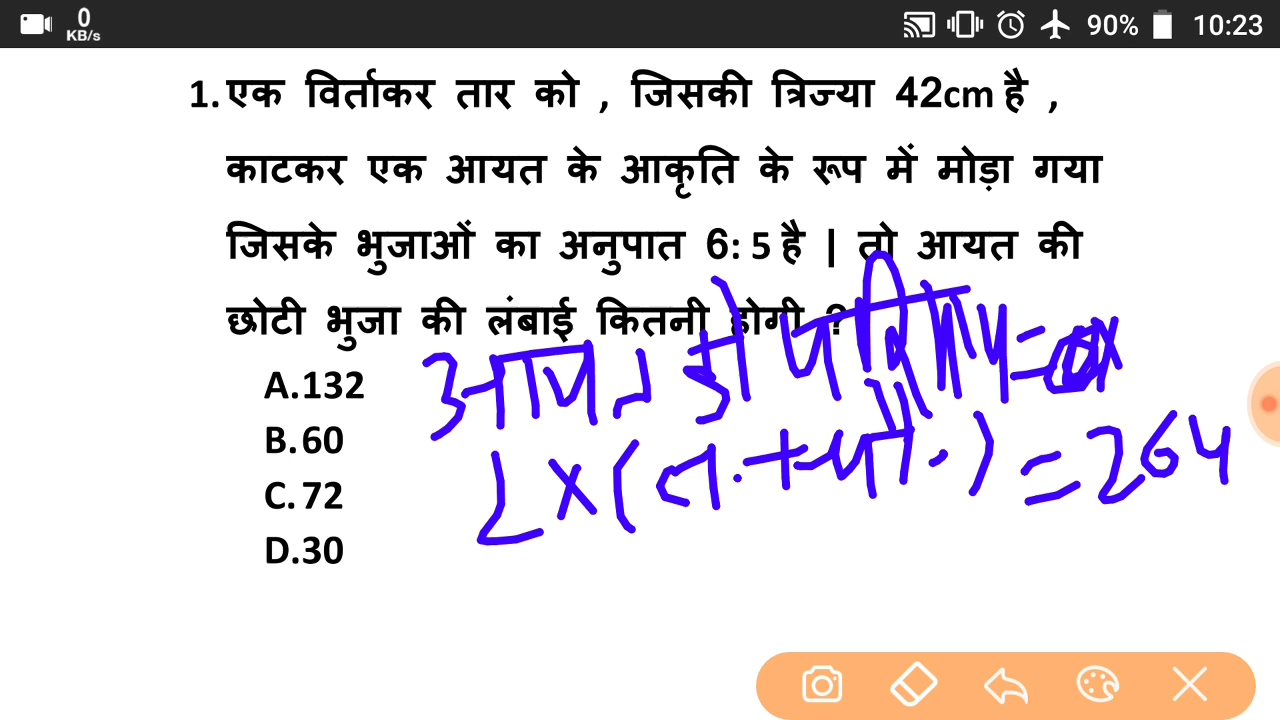 0
KB/s
90% 10:23
1. एक विर्ताकर तार को , जिसकी त्रिज्या 42cm है ,
काटकर एक आयत के आकृति के रूप में मोड़ा गया
जिसके भुजाओं का अनुपात 6: 5 है | तो आयत की
छोटी भुजा की लंबाई कितनी होगी ?
A.132
B.60
C.72
D.30
आयत
2 X (ल. + चौ.) = 264